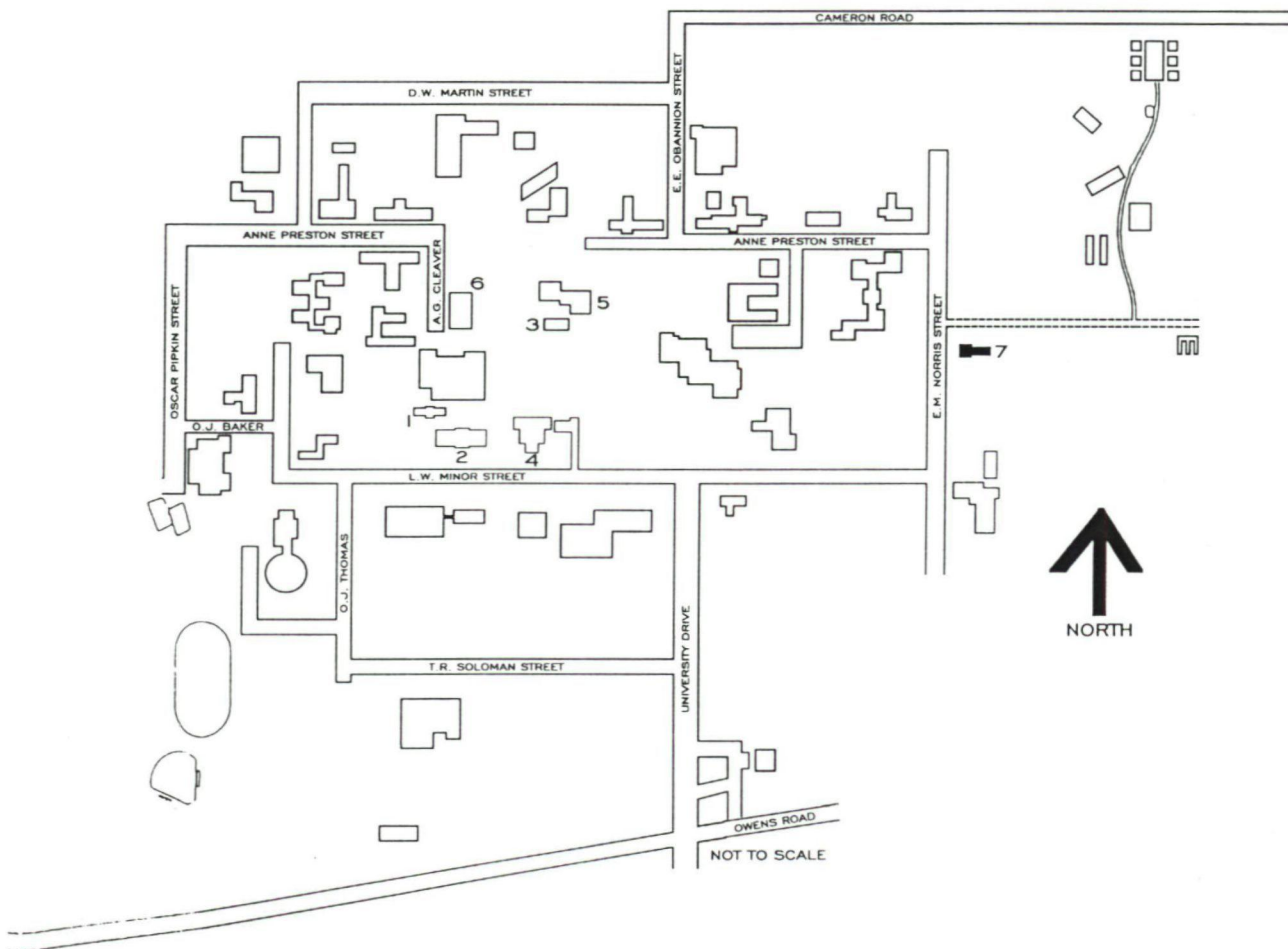 CAMERON ROAD
D.W. MARTIN STREET
E.E. OBANNION STREET
ANNE PRESTON STREET
ANNE PRESTON STREET
A.G. CLEAVER
6
5
3
OSCAR PIPKIN STREET
E.M. NORRIS STREET
7
1
O.J. BAKER
2
4
L.W. MINOR STREET
O.J. THOMAS
NORTH
T.R. SOLOMAN STREET
UNIVERSITY DRIVE
OWENS ROAD
NOT TO SCALE